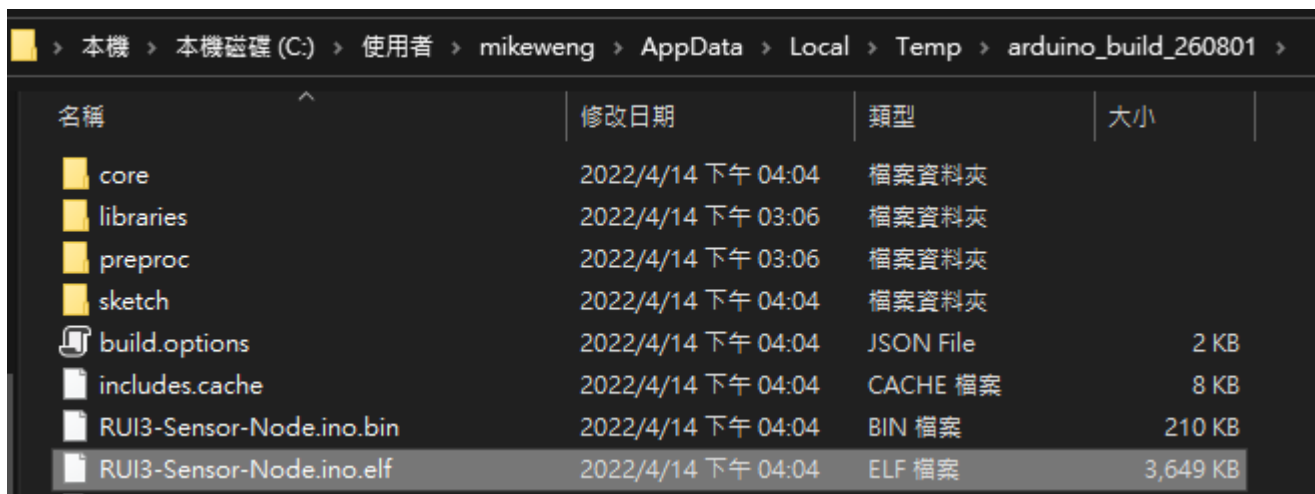 本機 > 本機磁碟 (C:) > 使用者 > mikeweng > AppData > Local > Temp > arduino_build_260801 >
名稱 修改日期 類型 大小
core 2022/4/14 下午 04:04 檔案資料夾
libraries 2022/4/14 下午 03:06 檔案資料夾
preproc 2022/4/14 下午 03:06 檔案資料夾
sketch 2022/4/14 下午 04:04 檔案資料夾
build.options 2022/4/14 下午 04:04 JSON File 2 KB
includes.cache 2022/4/14 下午 04:04 CACHE 檔案 8 KB
RUI3-Sensor-Node.ino.bin 2022/4/14 下午 04:04 BIN 檔案 210 KB
RUI3-Sensor-Node.ino.elf 2022/4/14 下午 04:04 ELF 檔案 3,649 KB